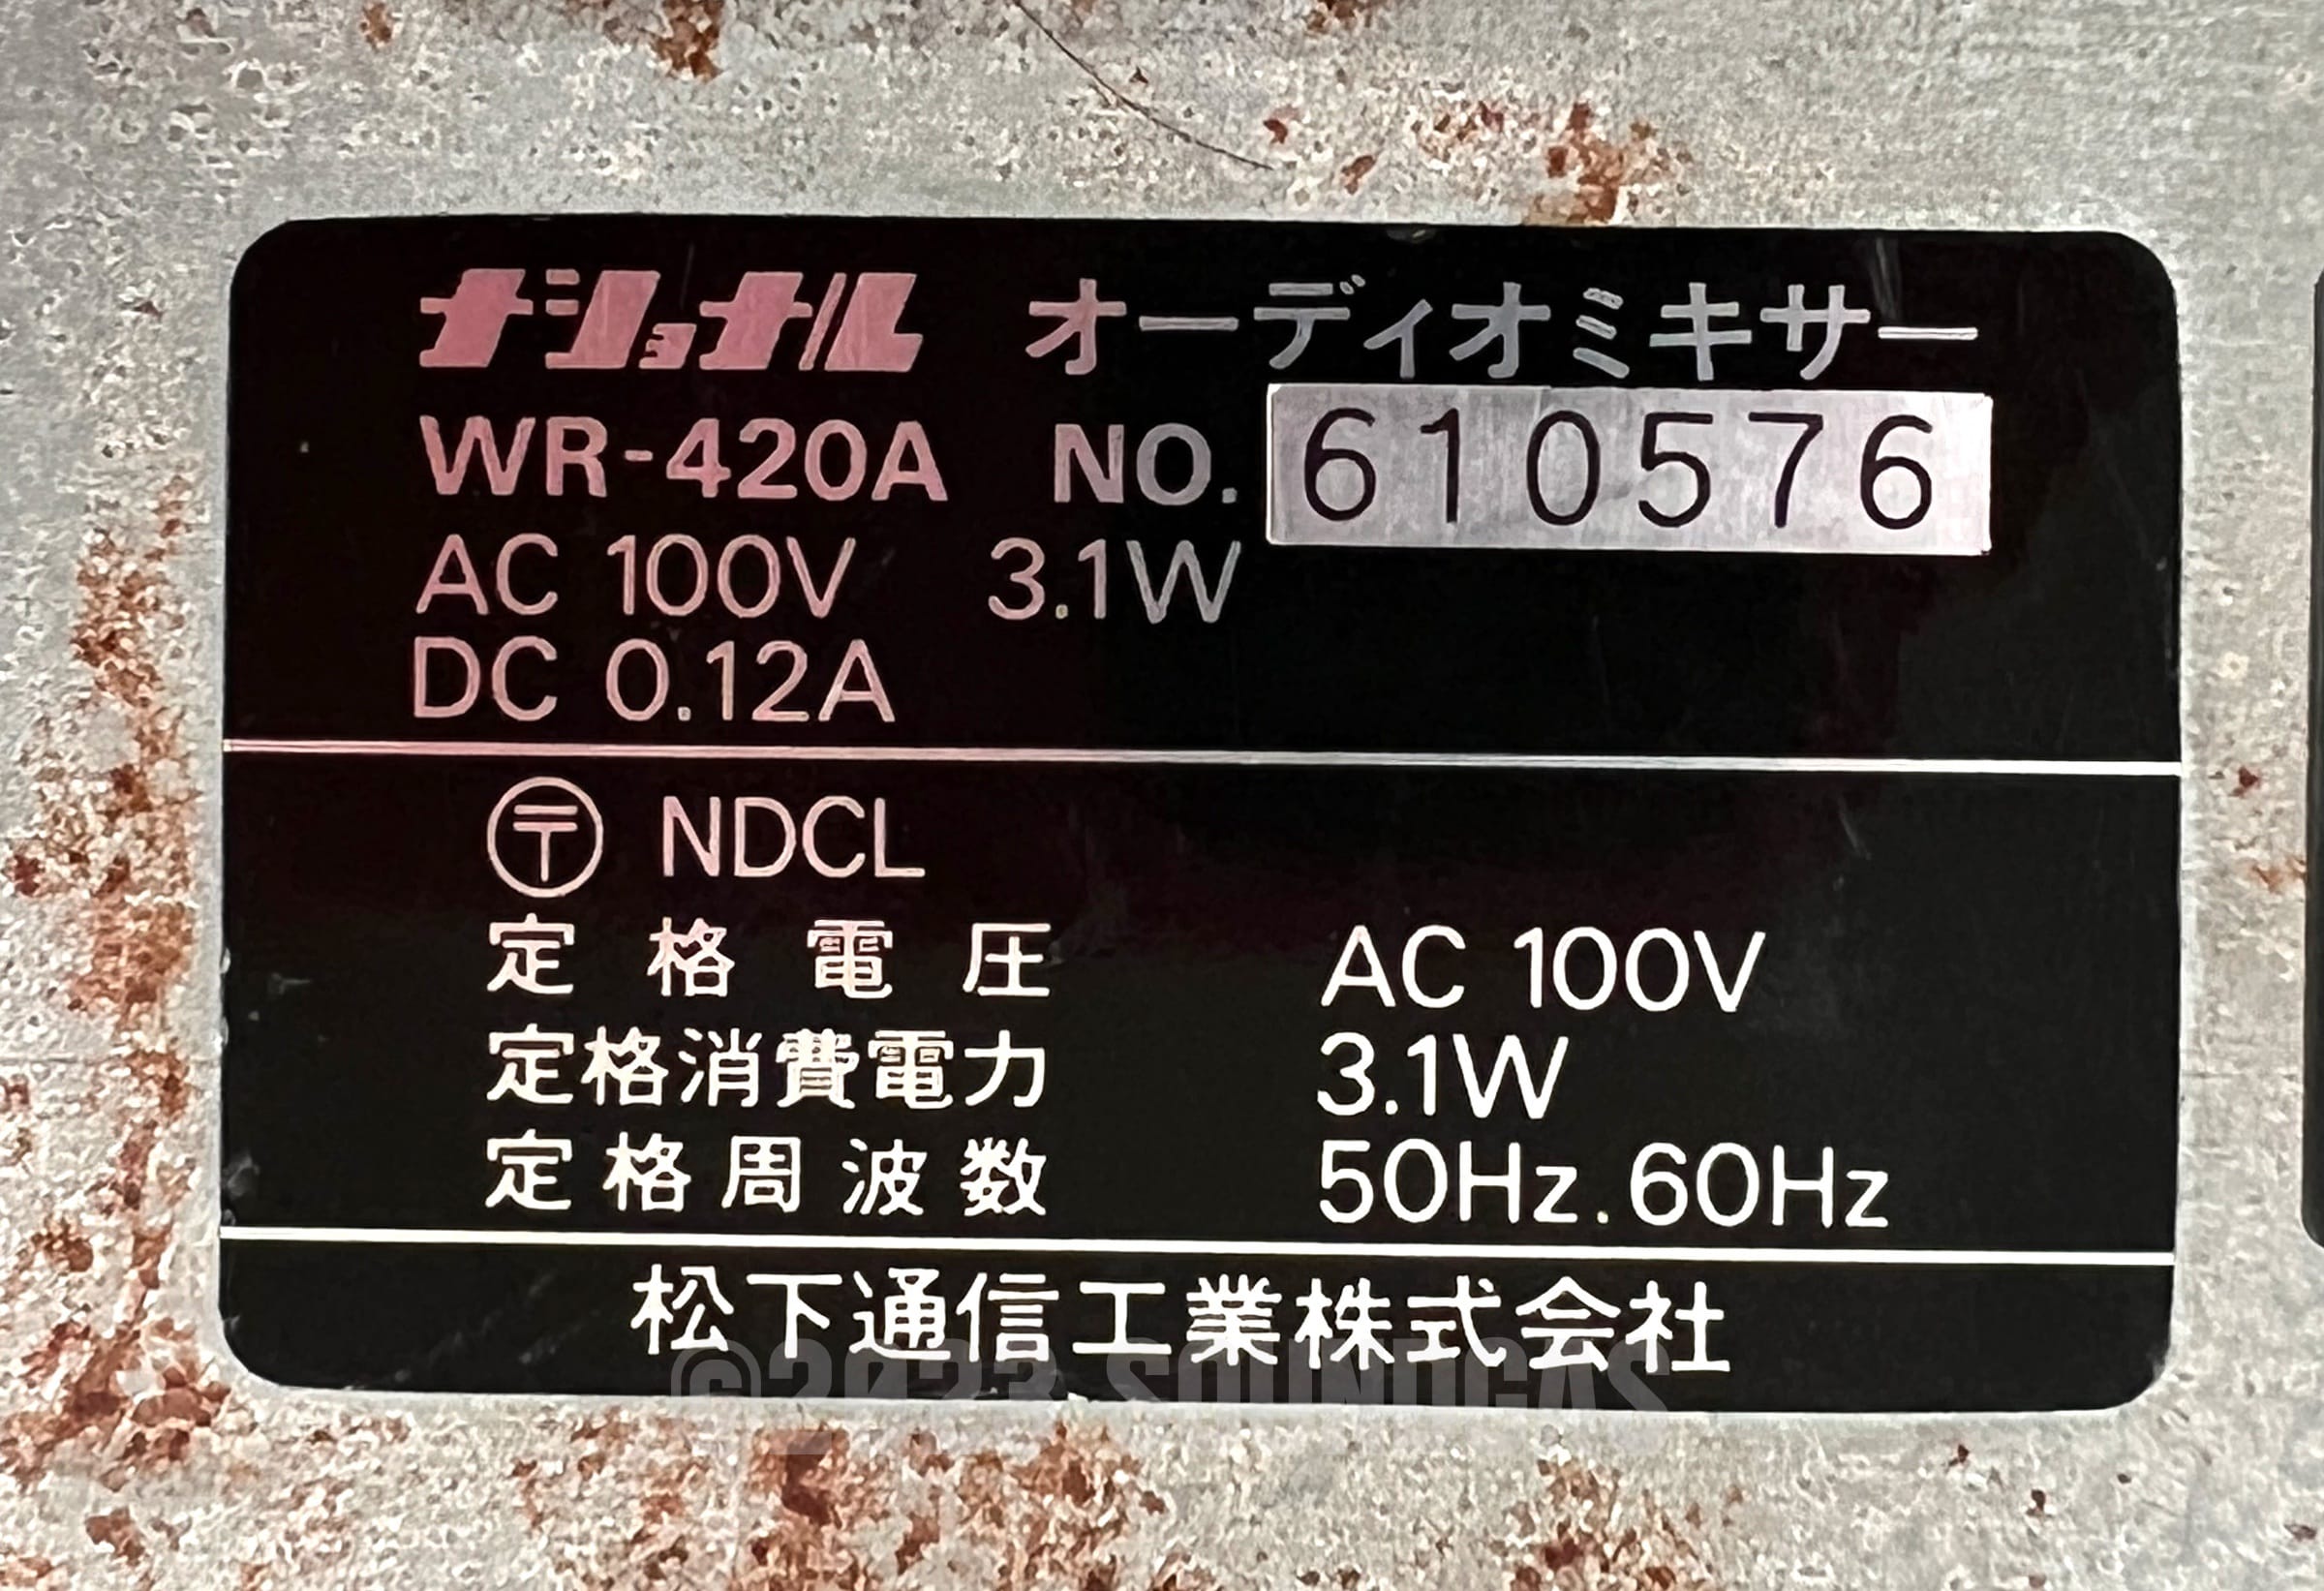 ナショナル オーディオミキサー
WR-420A NO. 610576
AC 100V 3.1W
DC 0.12A
〶 NDCL
定格電圧 AC 100V
定格消費電力 3.1W
定格周波数 50Hz.60Hz
松下通信工業株式会社
©2023 SOUNDGAS